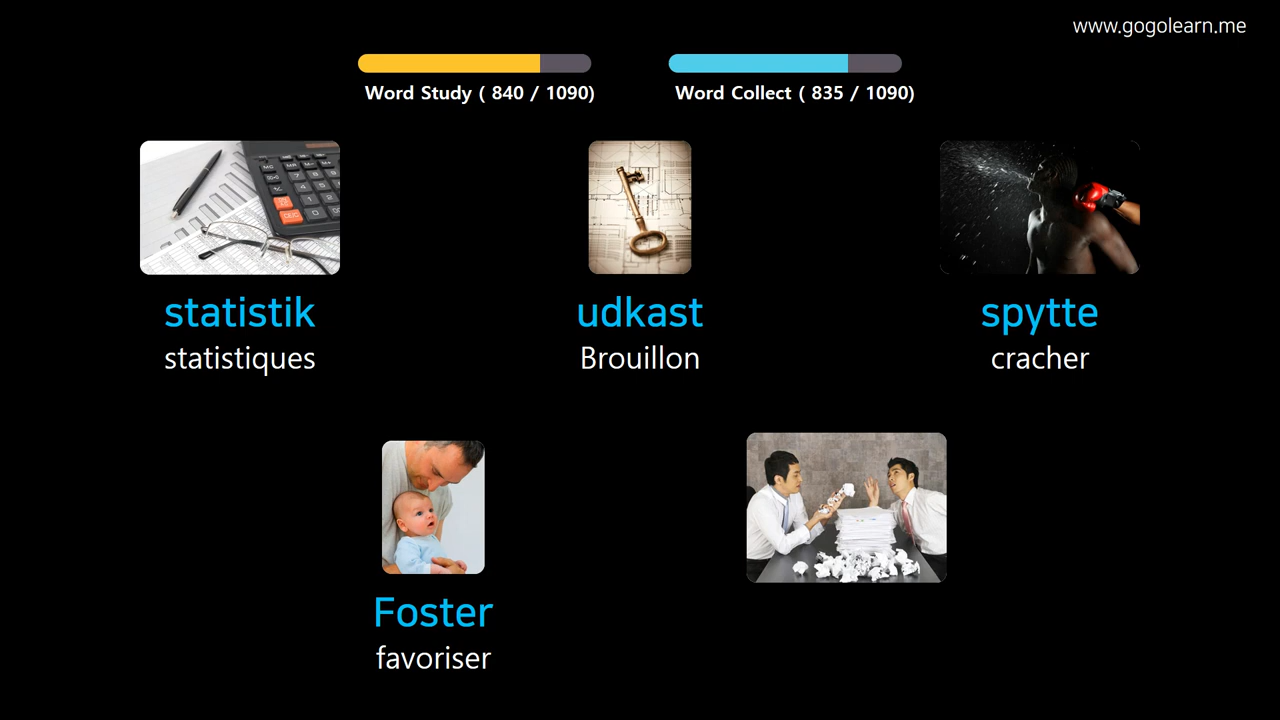 www.gogolearn.me
Word Study ( 840 / 1090)
Word Collect ( 835 / 1090)
statistik
statistiques
udkast
Brouillon
spytte
cracher
Foster
favoriser